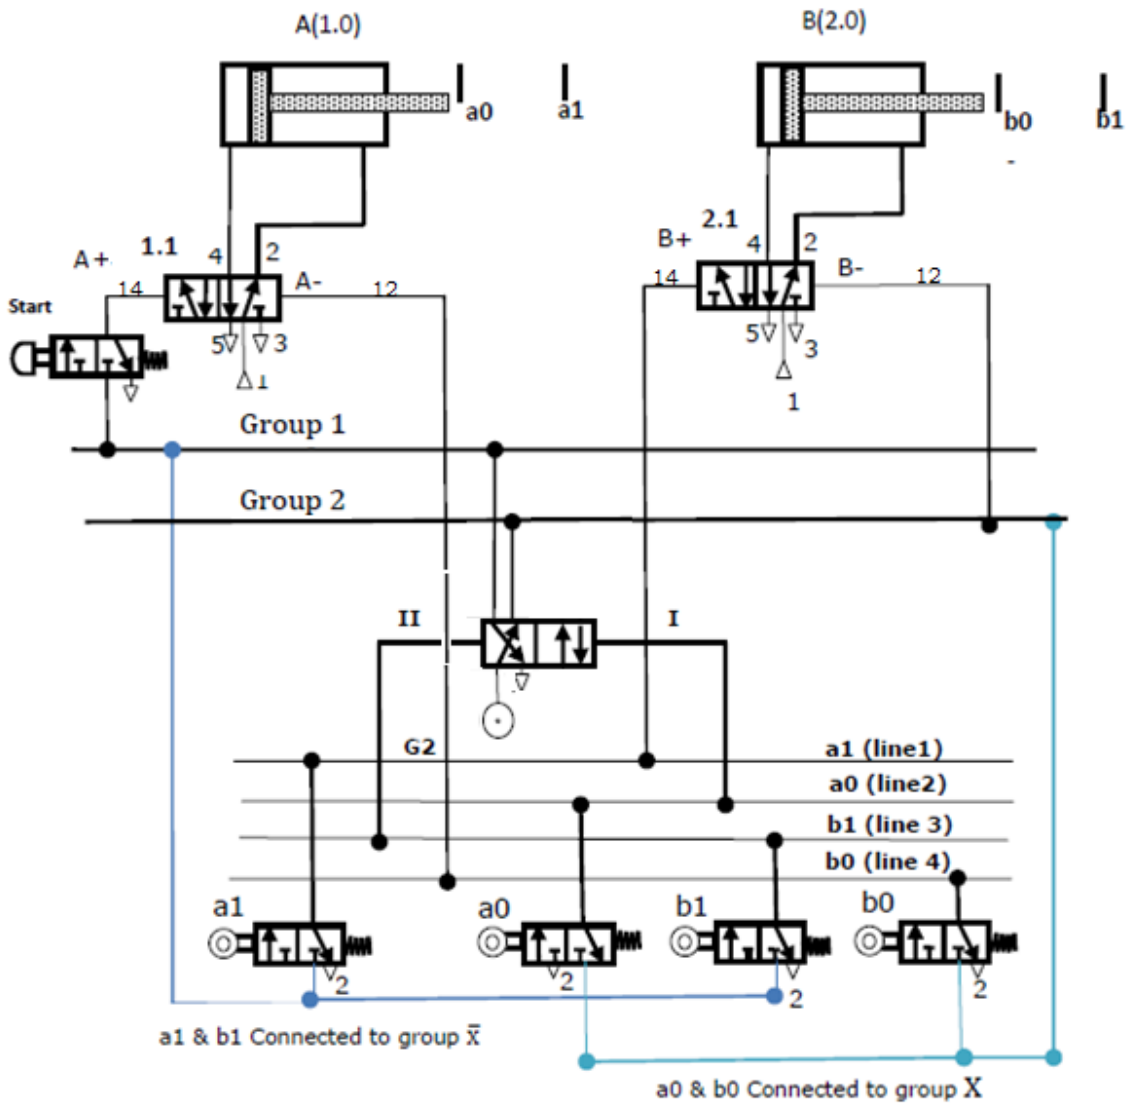 A(1.0) B(2.0)
a0 a1 b0 b1
-
A+ 1.1 4 2 A- B+ 2.1 4 2 B-
14 12 14 12
Start
5 3 5 3
1 1
Group 1
Group 2
II I
G2 a1 (line1)
a0 (line2)
b1 (line 3)
b0 (line 4)
a1 a0 b1 b0
2 2 2 2
a1 & b1 Connected to group x̄
a0 & b0 Connected to group X